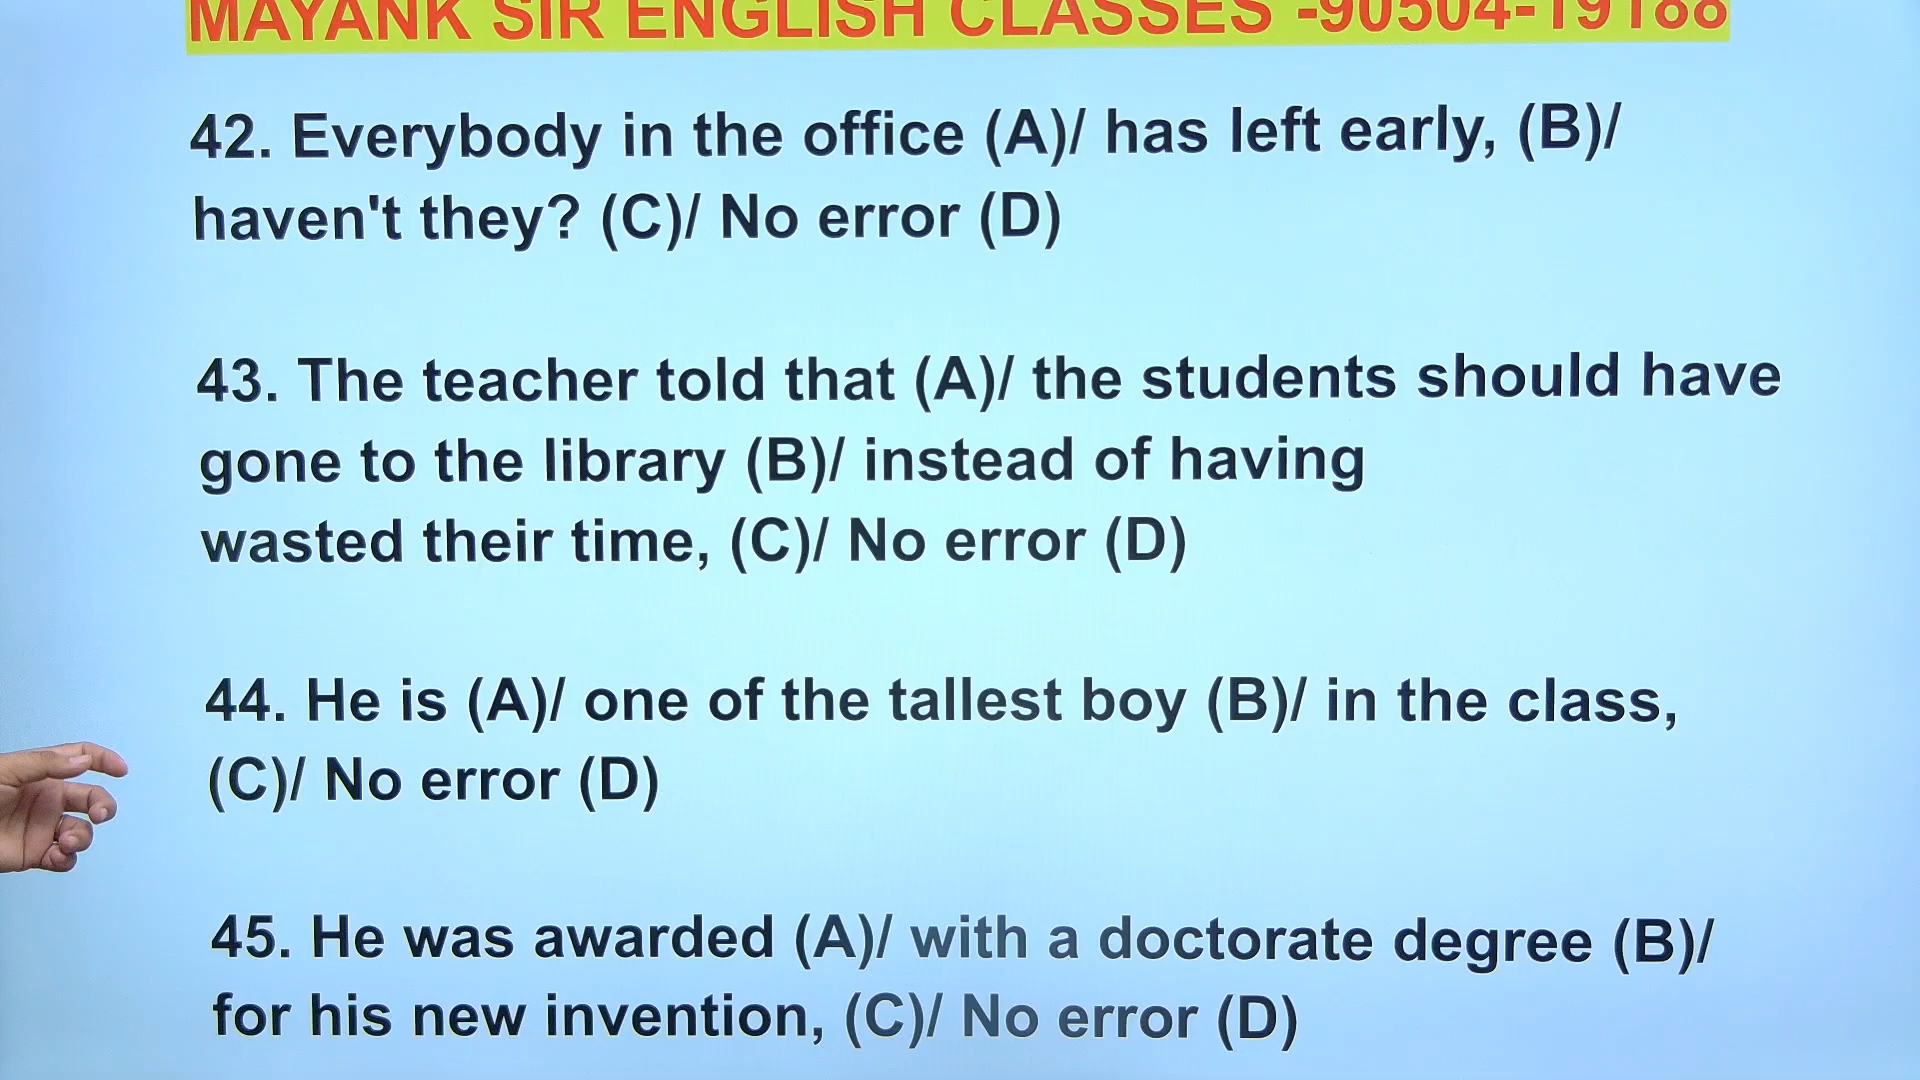 MAYANK SIR ENGLISH CLASSES -90504-19188
42. Everybody in the office (A)/ has left early, (B)/
haven't they? (C)/ No error (D)
43. The teacher told that (A)/ the students should have
gone to the library (B)/ instead of having
wasted their time, (C)/ No error (D)
44. He is (A)/ one of the tallest boy (B)/ in the class,
(C)/ No error (D)
45. He was awarded (A)/ with a doctorate degree (B)/
for his new invention, (C)/ No error (D)